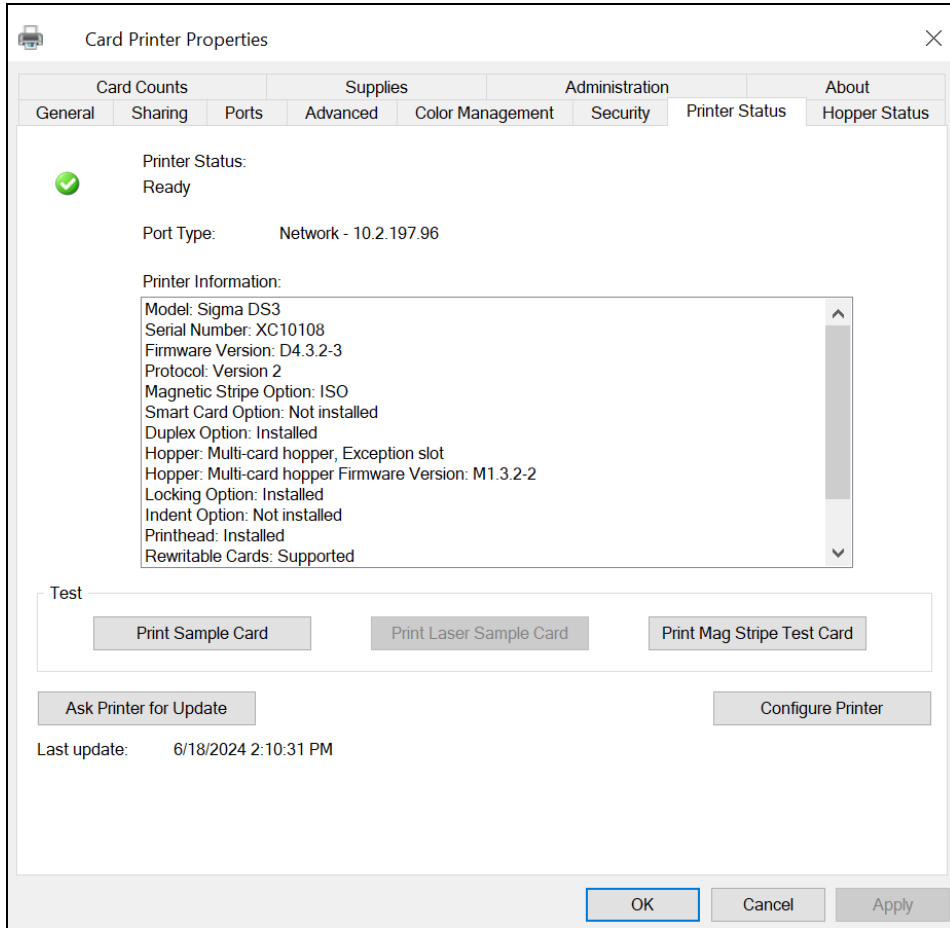 Card Printer Properties
Card Counts Supplies Administration About
General Sharing Ports Advanced Color Management Security Printer Status Hopper Status
Printer Status:
Ready
Port Type: Network - 10.2.197.96
Printer Information:
Model: Sigma DS3
Serial Number: XC10108
Firmware Version: D4.3.2-3
Protocol: Version 2
Magnetic Stripe Option: ISO
Smart Card Option: Not installed
Duplex Option: Installed
Hopper: Multi-card hopper, Exception slot
Hopper: Multi-card hopper Firmware Version: M1.3.2-2
Locking Option: Installed
Indent Option: Not installed
Printhead: Installed
Rewritable Cards: Supported
Test
Print Sample Card Print Laser Sample Card Print Mag Stripe Test Card
Ask Printer for Update Configure Printer
Last update: 6/18/2024 2:10:31 PM
OK Cancel Apply